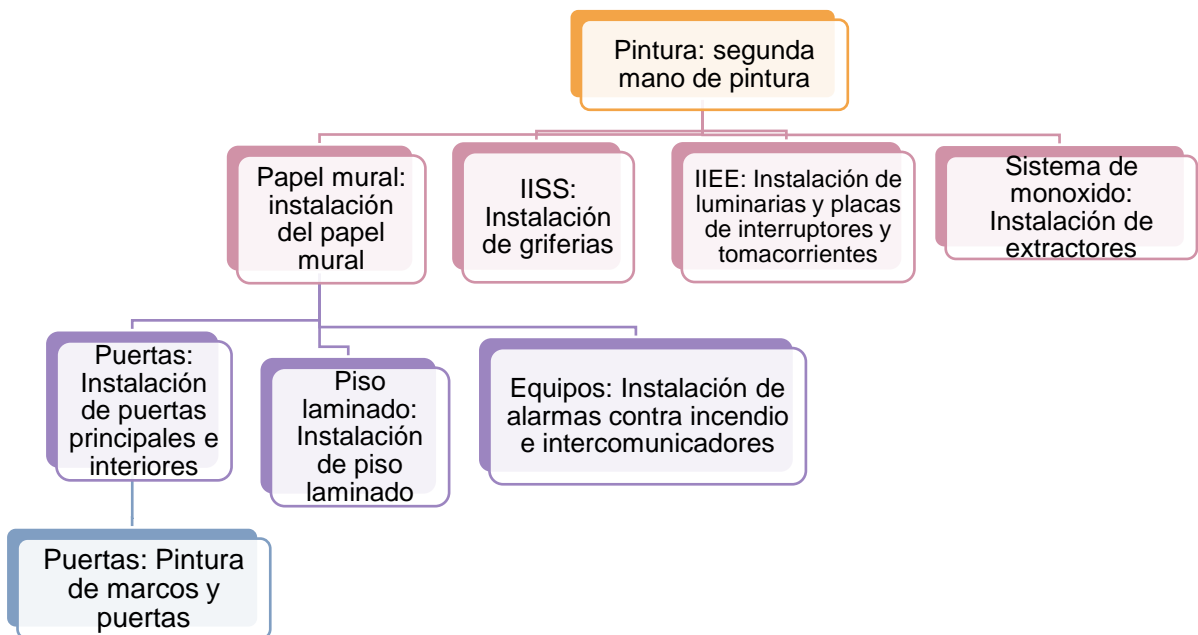 Pintura: segunda
mano de pintura
Papel mural:
instalación
del papel
mural
IISS:
Instalación
de griferias
IIEE: Instalación de
luminarias y placas
de interruptores y
tomacorrientes
Sistema de
monoxido:
Instalación de
extractores
Puertas:
Instalación
de puertas
principales e
interiores
Piso
laminado:
Instalación
de piso
laminado
Equipos: Instalación de
alarmas contra incendio
e intercomunicadores
Puertas: Pintura
de marcos y
puertas